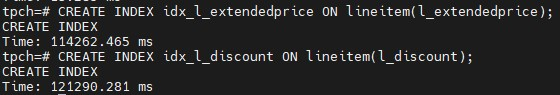 tpch=# CREATE INDEX idx_l_extendedprice ON lineitem(l_extendedprice);
CREATE INDEX
Time: 114262.465 ms
tpch=# CREATE INDEX idx_l_discount ON lineitem(l_discount);
CREATE INDEX
Time: 121290.281 ms